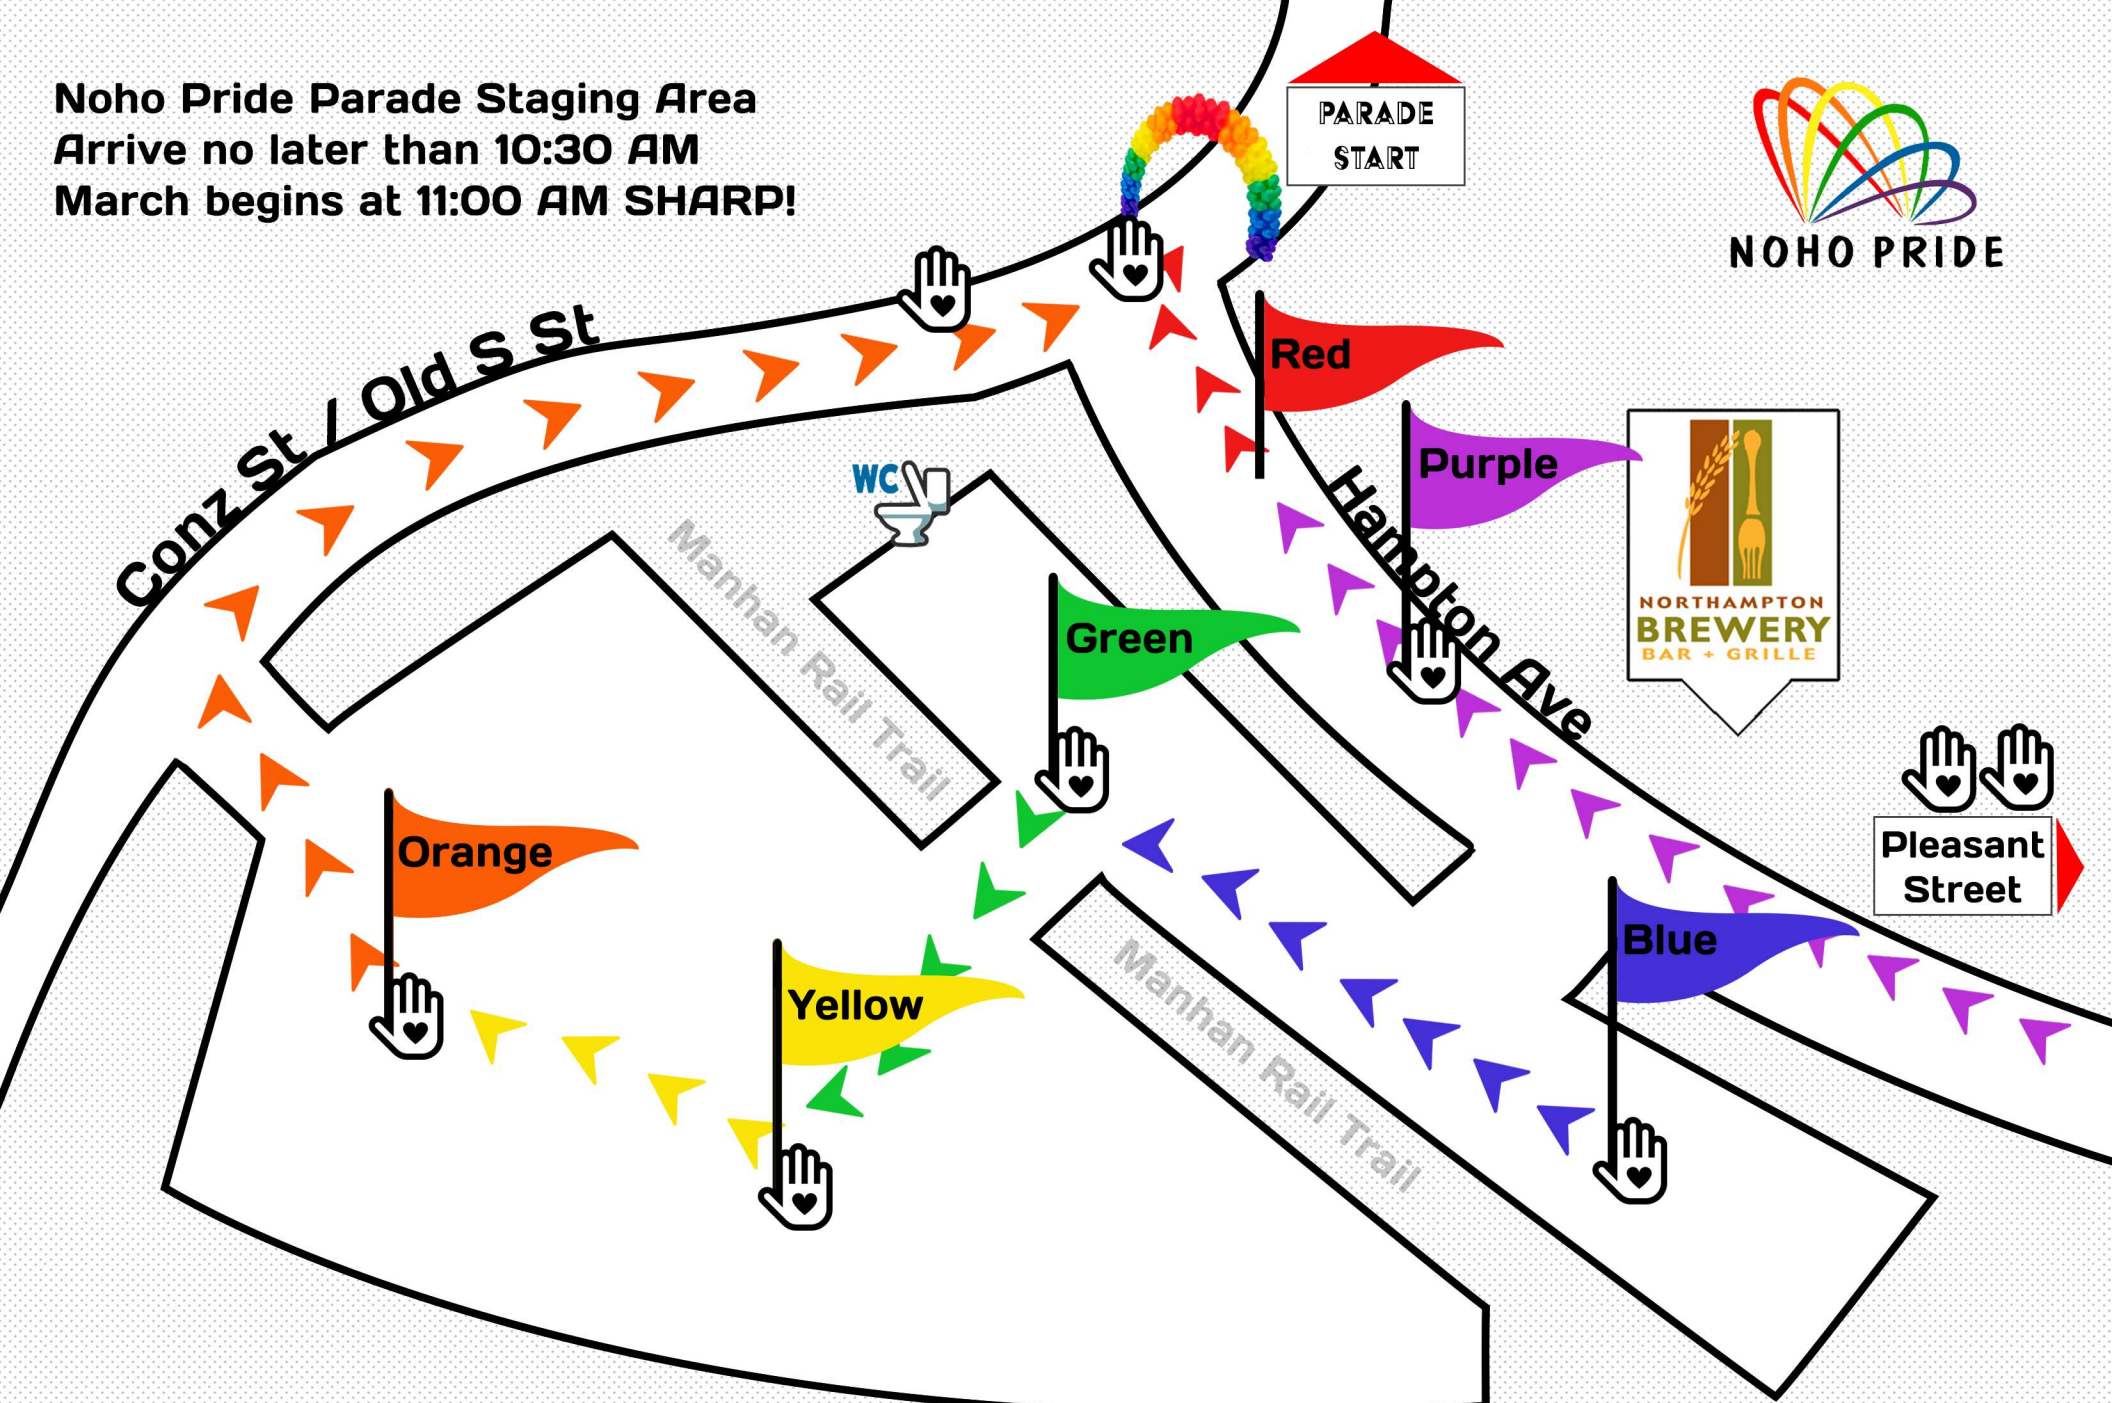 Noho Pride Parade Staging Area
Arrive no later than 10:30 AM
March begins at 11:00 AM SHARP!
PARADE
START
NOHO PRIDE
Conz St / Old S St
Red
Purple
Hampton Ave
WC
Manhan Rail Trail
Green
NORTHAMPTON
BREWERY
BAR + GRILLE
Pleasant
Street
Orange
Yellow
Blue
Manhan Rail Trail